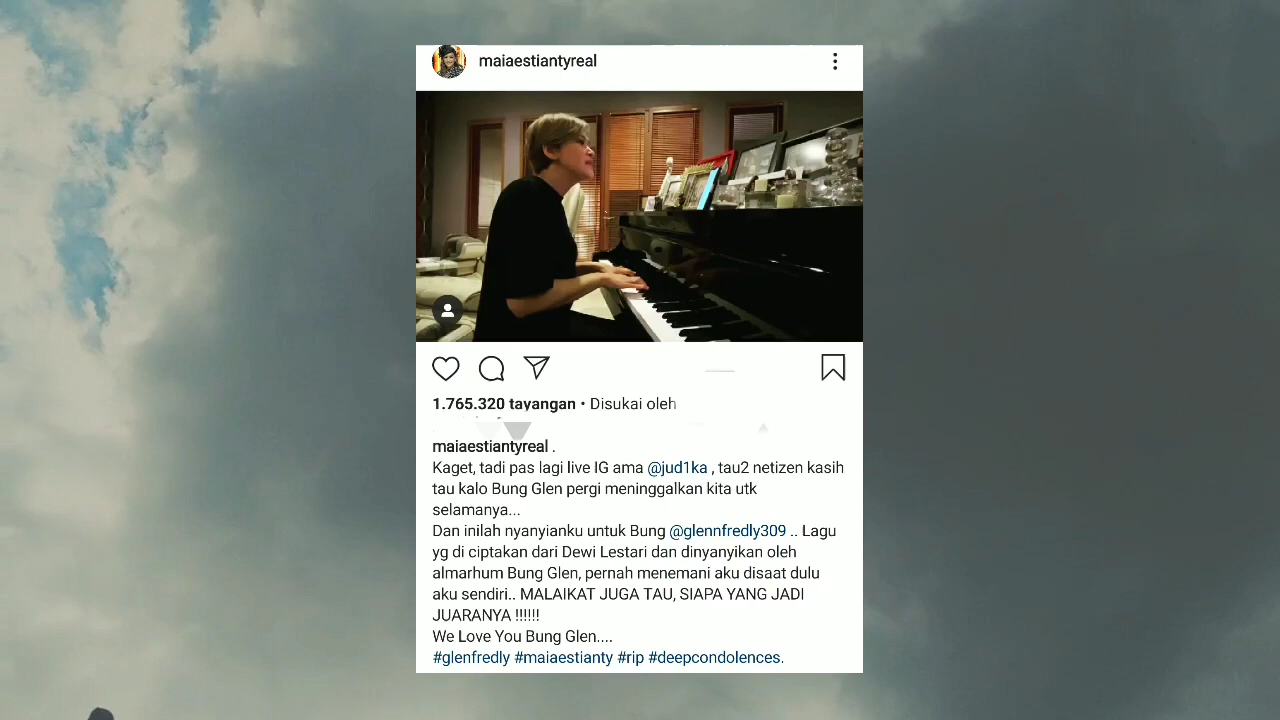 maiaestiantyreal
1.765.320 tayangan • Disukai oleh
maiaestiantyreal .
Kaget, tadi pas lagi live IG ama @jud1ka , tau2 netizen kasih
tau kalo Bung Glen pergi meninggalkan kita utk
selamanya...
Dan inilah nyanyianku untuk Bung @glennfredly309 .. Lagu
yg di ciptakan dari Dewi Lestari dan dinyanyikan oleh
almarhum Bung Glen, pernah menemani aku disaat dulu
aku sendiri.. MALAIKAT JUGA TAU, SIAPA YANG JADI
JUARANYA !!!!!!
We Love You Bung Glen....
#glenfredly #maiaestianty #rip #deepcondolences.